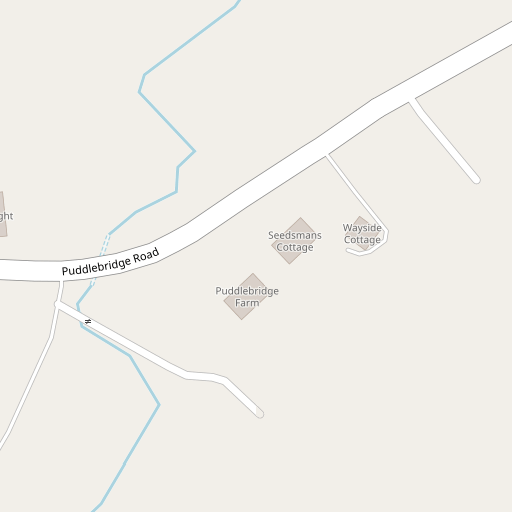 Wayside
Cottage
Seedsmans
Cottage
Puddlebridge Road
Puddlebridge
Farm